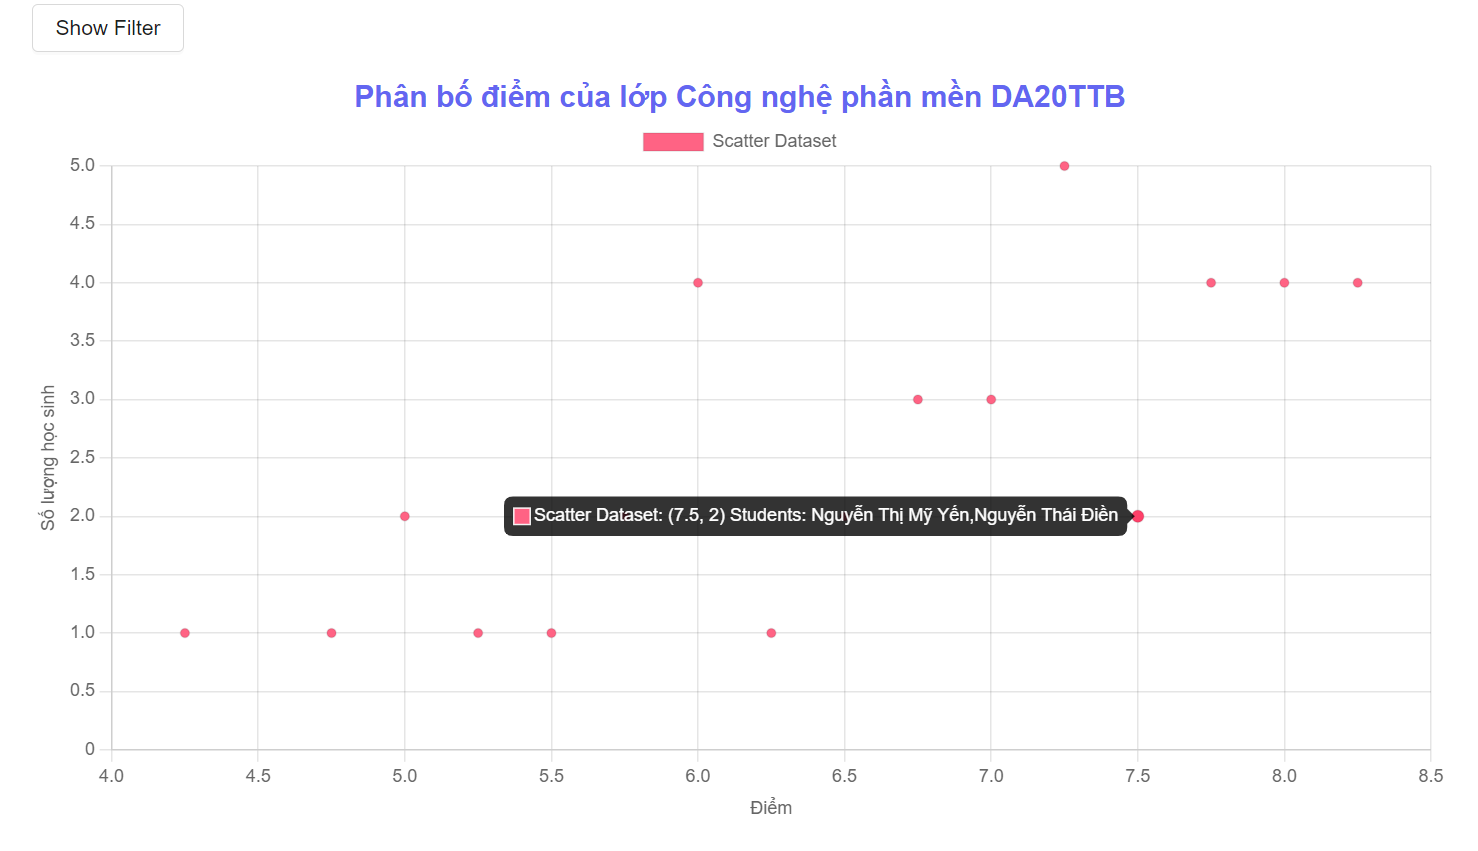 Show Filter
Phân bố điểm của lớp Công nghệ phần mền DA20TTB
Scatter Dataset
5.0
4.5
4.0
3.5
3.0
2.5
2.0
1.5
1.0
0.5
0
Số lượng học sinh
Scatter Dataset: (7.5, 2) Students: Nguyễn Thị Mỹ Yến,Nguyễn Thái Điền
4.0 4.5 5.0 5.5 6.0 6.5 7.0 7.5 8.0 8.5
Điểm